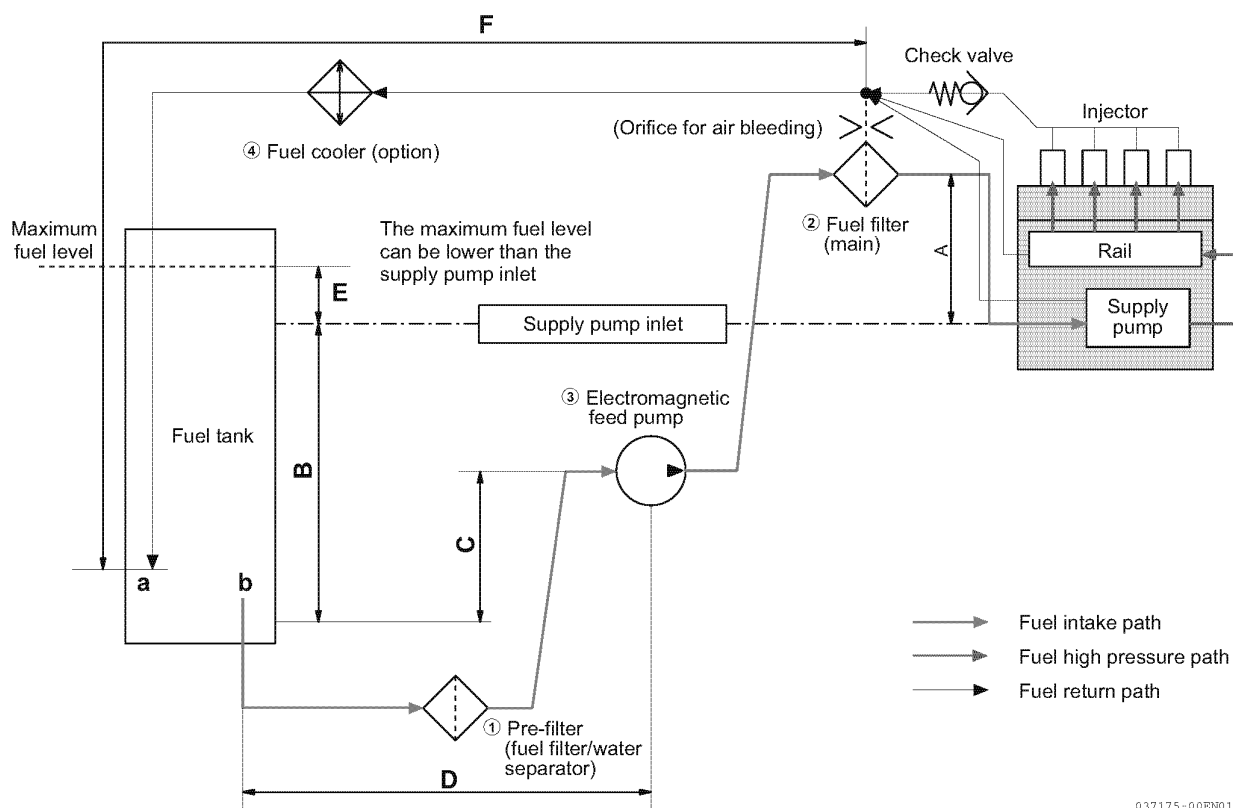 F
Check valve
(Orifice for air bleeding)
Injector
④ Fuel cooler (option)
Maximum
fuel level
The maximum fuel level
can be lower than the
supply pump inlet
② Fuel filter
(main)
A
Rail
E
Supply pump inlet
Supply
pump
③ Electromagnetic
feed pump
Fuel tank
B
C
a
b
Fuel intake path
Fuel high pressure path
Fuel return path
① Pre-filter
(fuel filter/water
separator)
D
037175-00EN01